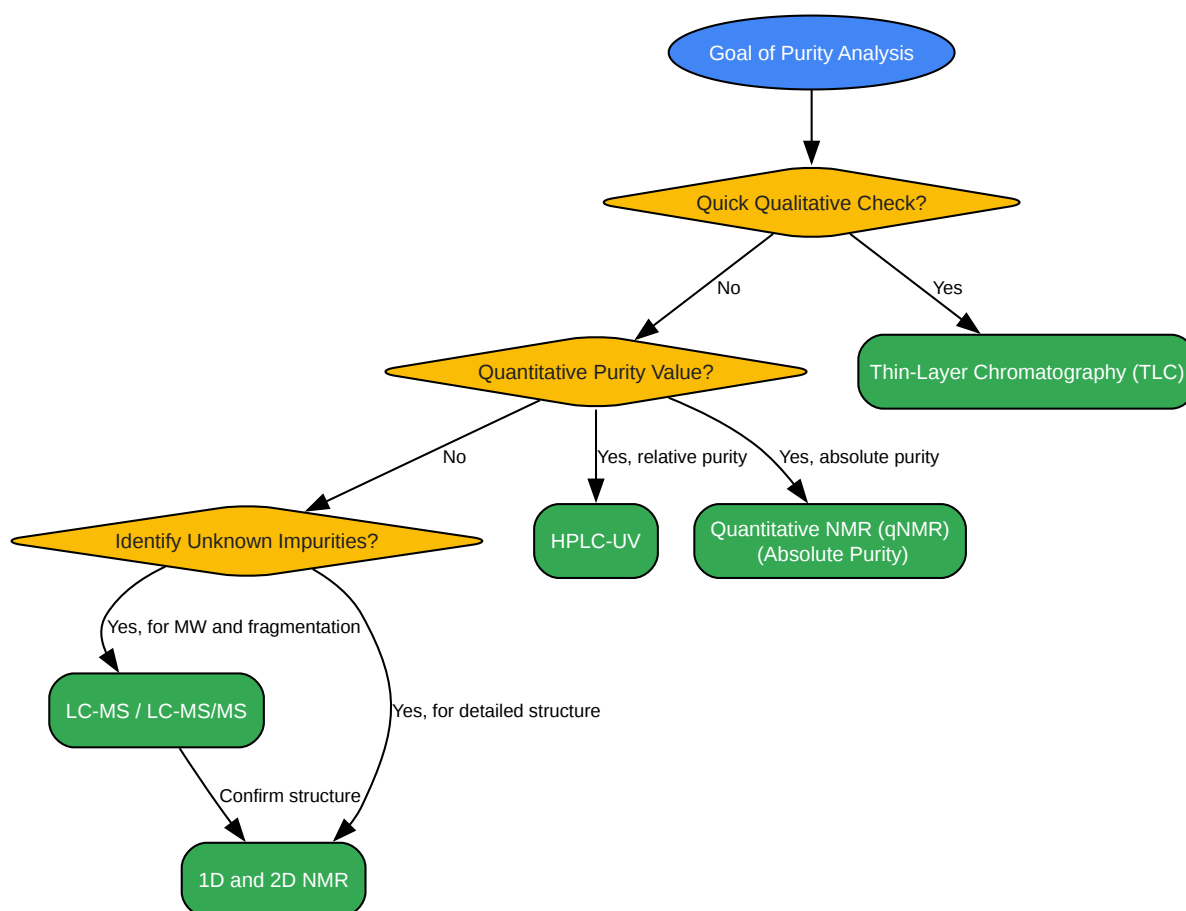 Goal of Purity Analysis
Quick Qualitative Check?
No
Yes
Quantitative Purity Value?
Thin-Layer Chromatography (TLC)
No
Yes, relative purity
Yes, absolute purity
Identify Unknown Impurities?
HPLC-UV
Quantitative NMR (qNMR)
(Absolute Purity)
Yes, for MW and fragmentation
LC-MS / LC-MS/MS
Yes, for detailed structure
Confirm structure
1D and 2D NMR